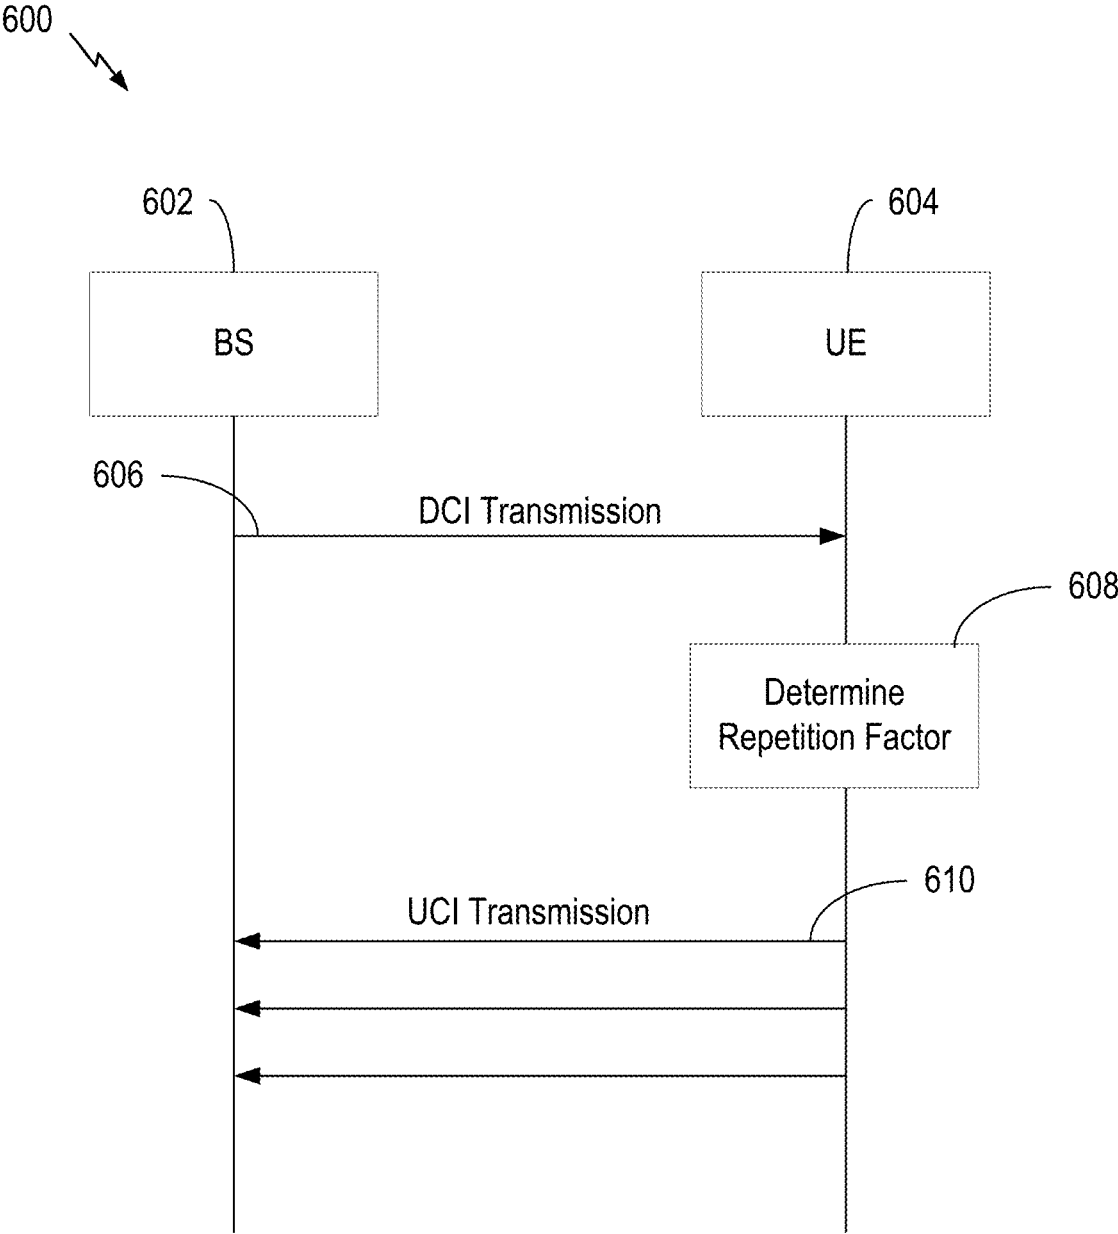 600
602
604
BS
UE
606
DCI Transmission
608
Determine
Repetition Factor
610
UCI Transmission